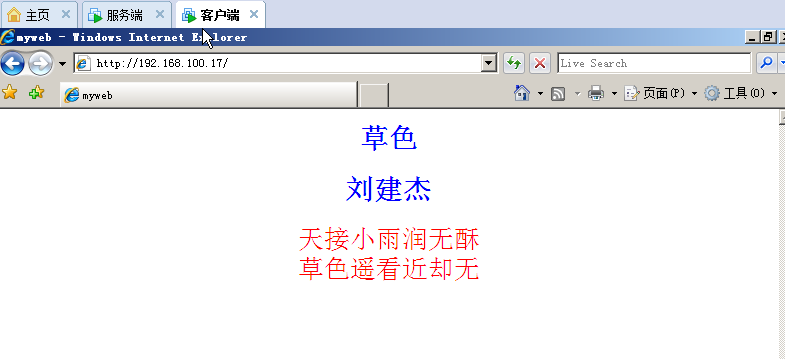 主页 服务端 客户端
myweb - Windows Internet Explorer
http://192.168.100.17/ Live Search
myweb 页面(P) 工具(O)
草色
刘建杰
天接小雨润无酥
草色遥看近却无